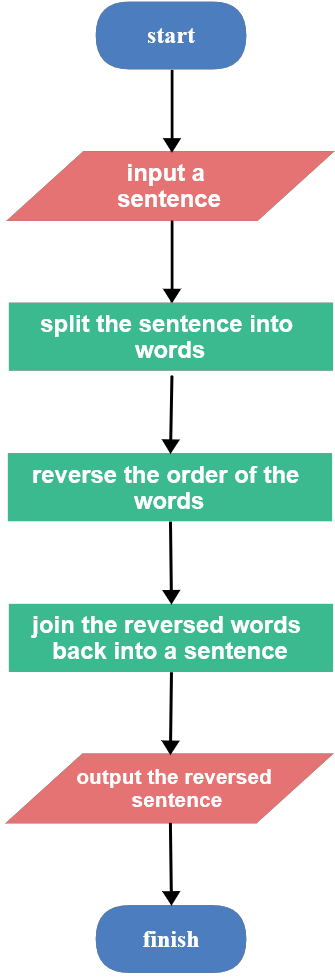 start
input a
sentence
split the sentence into
words
reverse the order of the
words
join the reversed words
back into a sentence
output the reversed
sentence
finish